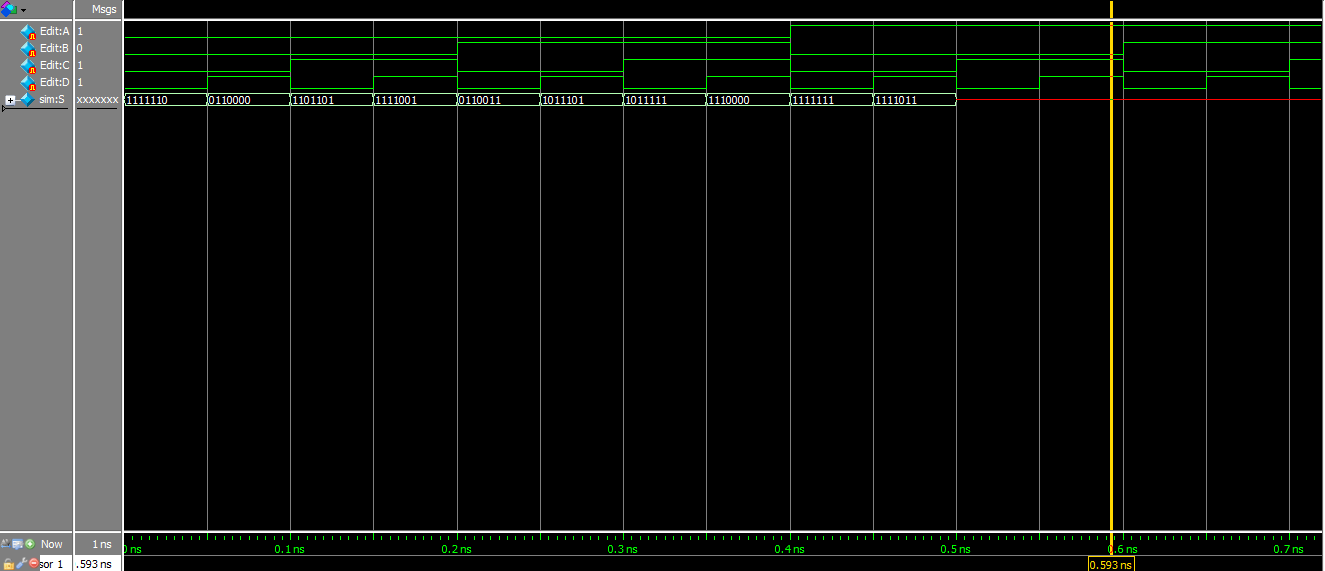 Msgs
Edit:A 1
Edit:B 0
Edit:C 1
Edit:D 1
sim:S xxxxxxx 1111110 0110000 1101101 1111001 0110011 1011101 1011111 1110000 1111111 1111011
Now 1 ns 0 ns 0.1 ns 0.2 ns 0.3 ns 0.4 ns 0.5 ns 0.6 ns 0.7 ns
sor 1 .593 ns 0.593 ns